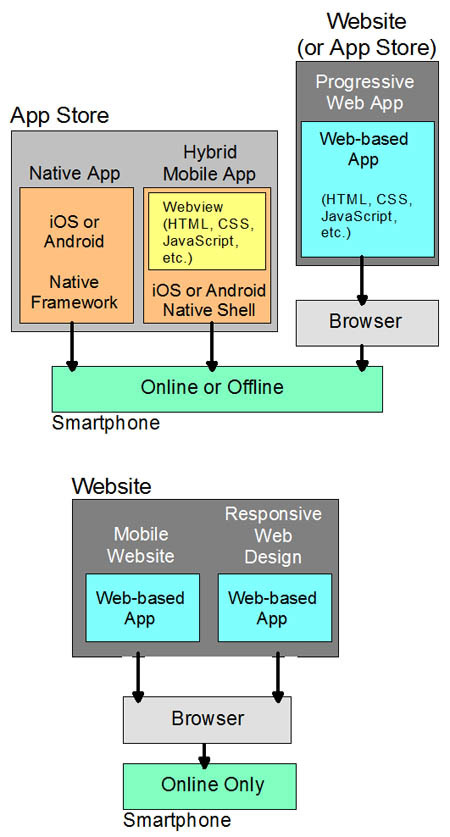 Website
(or App Store)
Progressive
Web App
Web-based
App
(HTML, CSS,
JavaScript,
etc.)
Browser
App Store
Native App
iOS or
Android
Native
Framework
Hybrid
Mobile App
Webview
(HTML, CSS,
JavaScript,
etc.)
iOS or Android
Native Shell
Online or Offline
Smartphone
Website
Mobile
Website
Web-based
App
Responsive
Web
Design
Web-based
App
Browser
Online Only
Smartphone